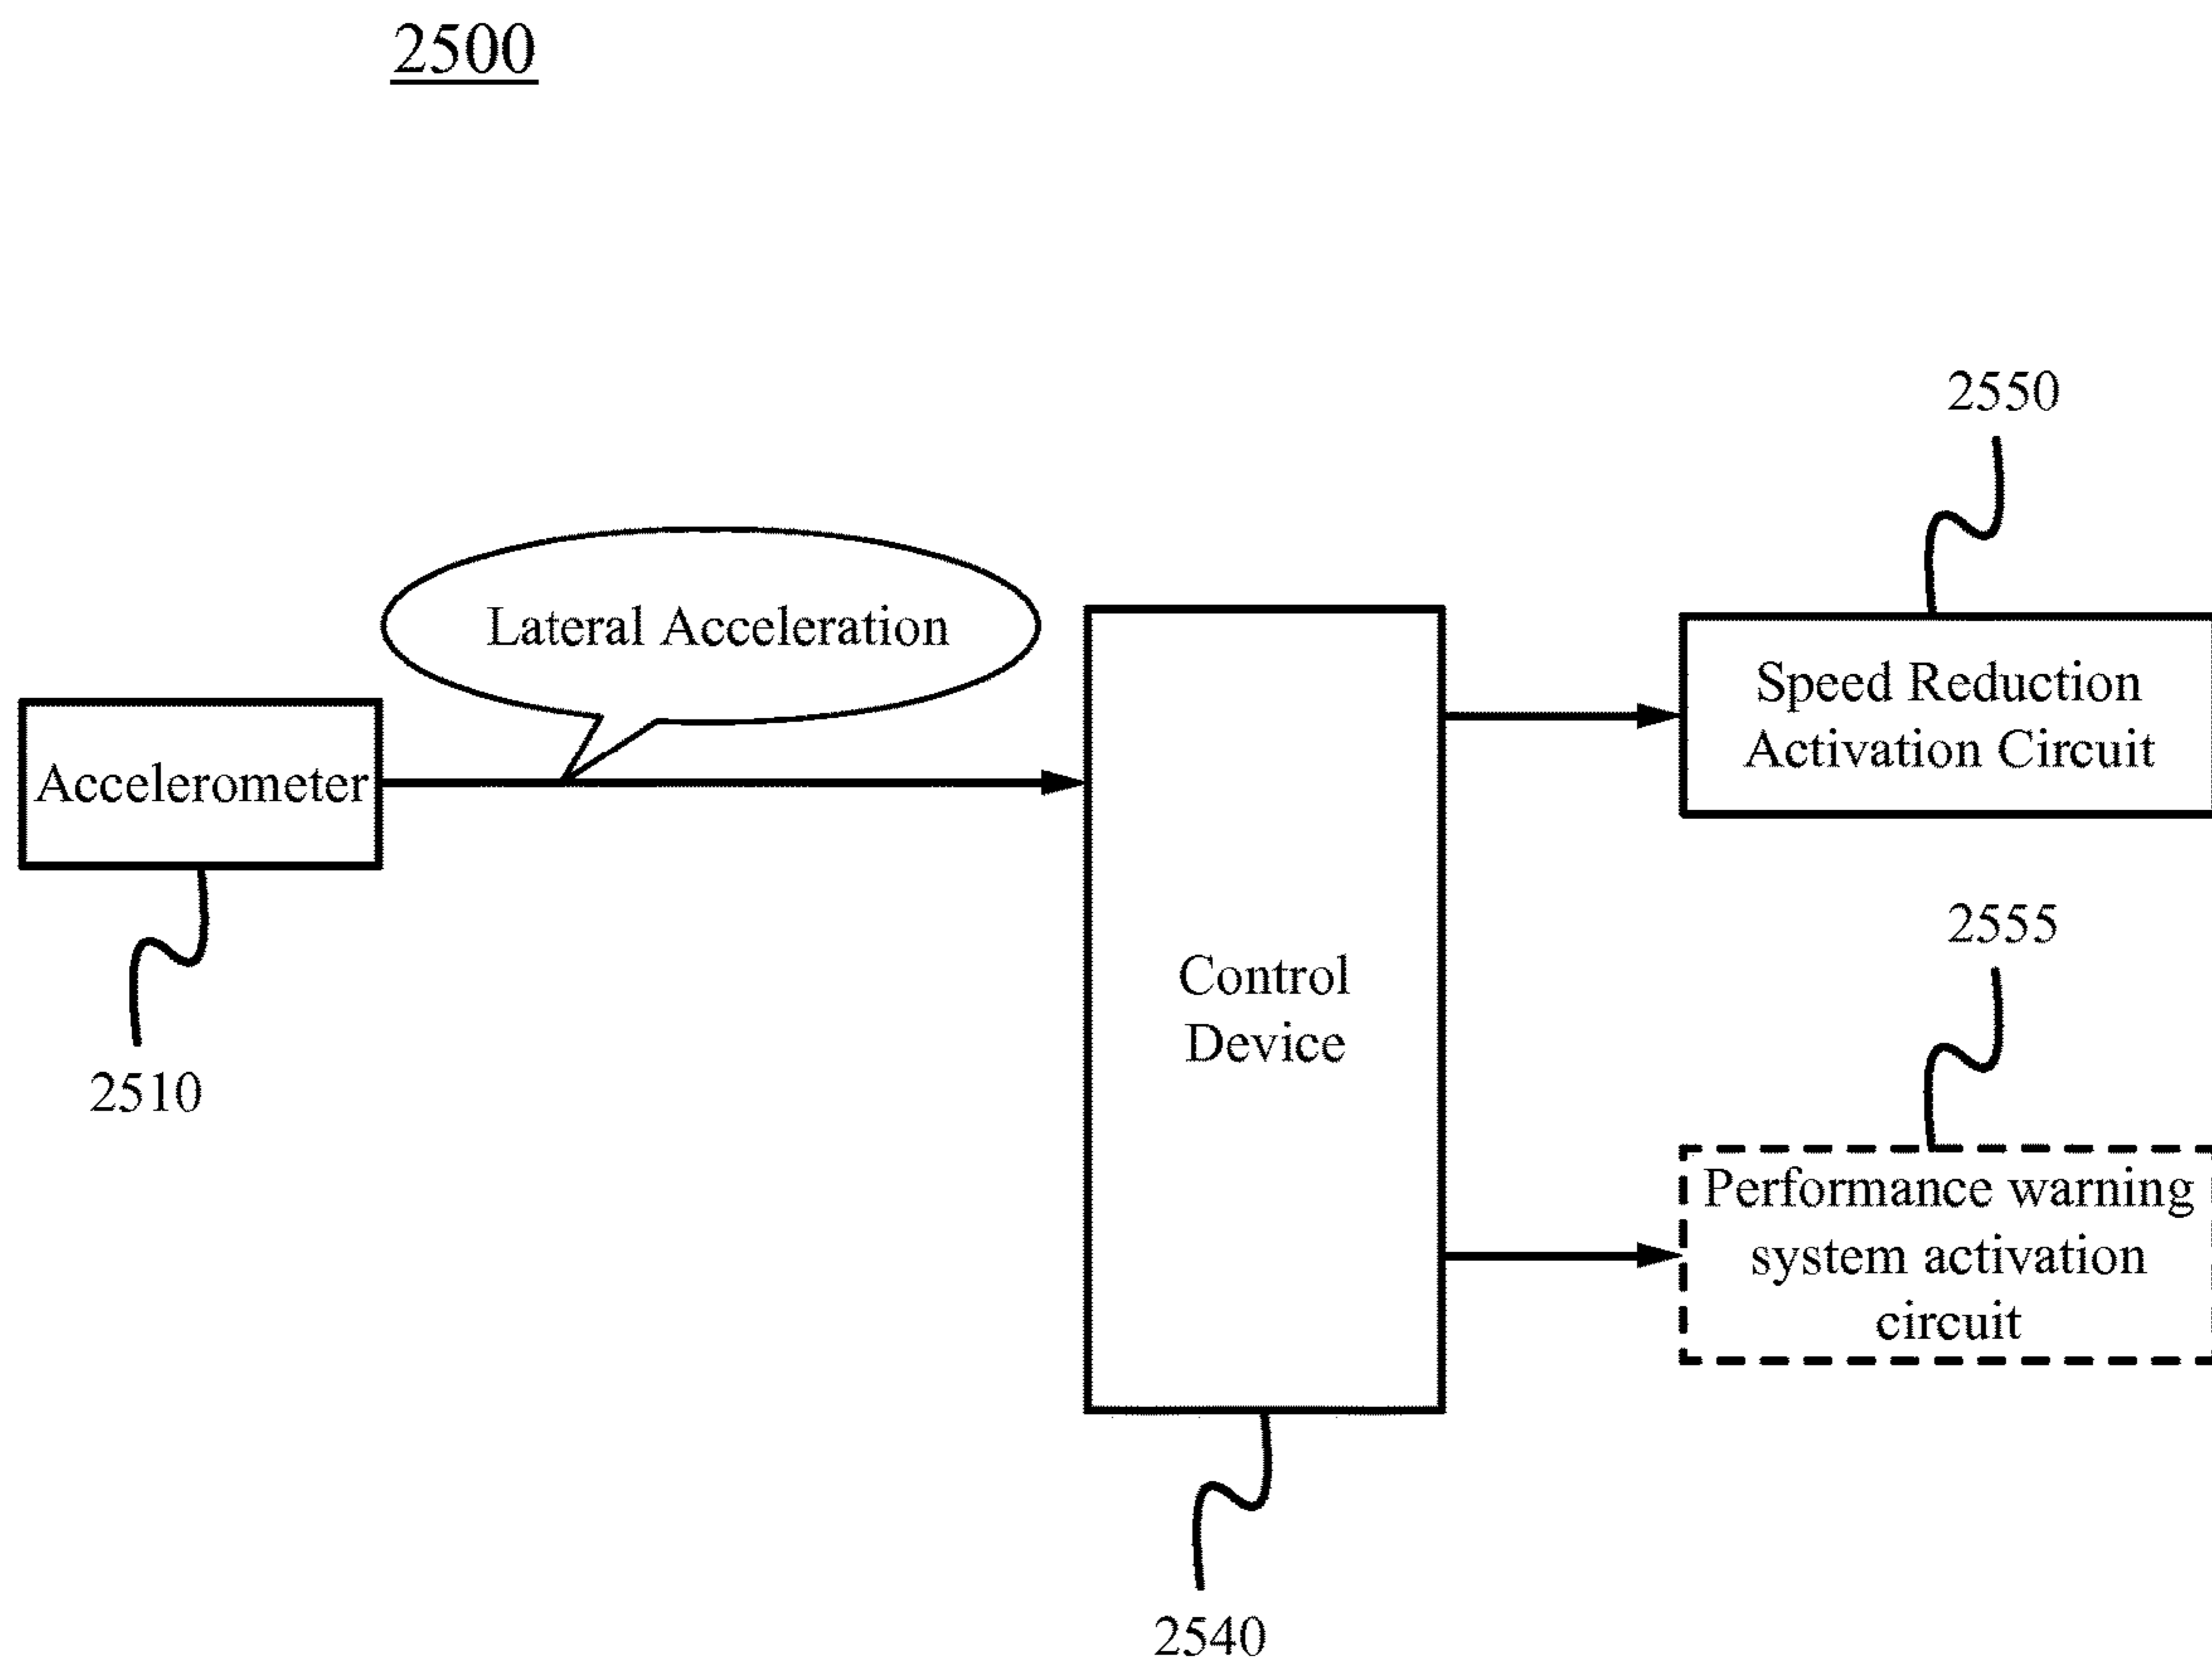 2500
2550
Lateral Acceleration
Speed Reduction
Activation Circuit
Accelerometer
2555
Control
Device
2510
Performance warning
system activation
circuit
2540